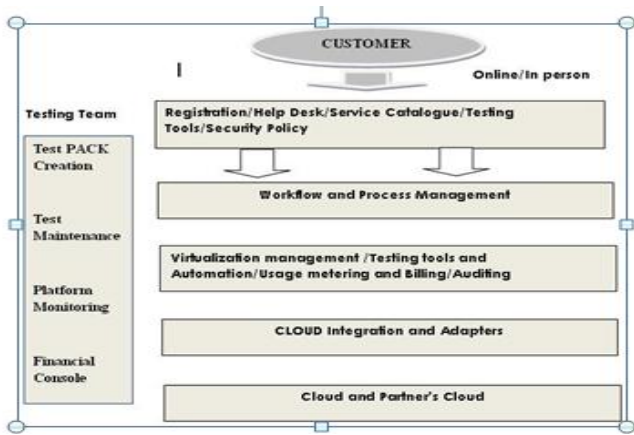 CUSTOMER
Online/In person
Testing Team
Registration/Help Desk/Service Catalogue/Testing
Tools/Security Policy
Test PACK
Creation
Workflow and Process Management
Test
Maintenance
Virtualization management /Testing tools and
Automation/Usage metering and Billing/Auditing
Platform
Monitoring
CLOUD Integration and Adapters
Financial
Console
Cloud and Partner's Cloud